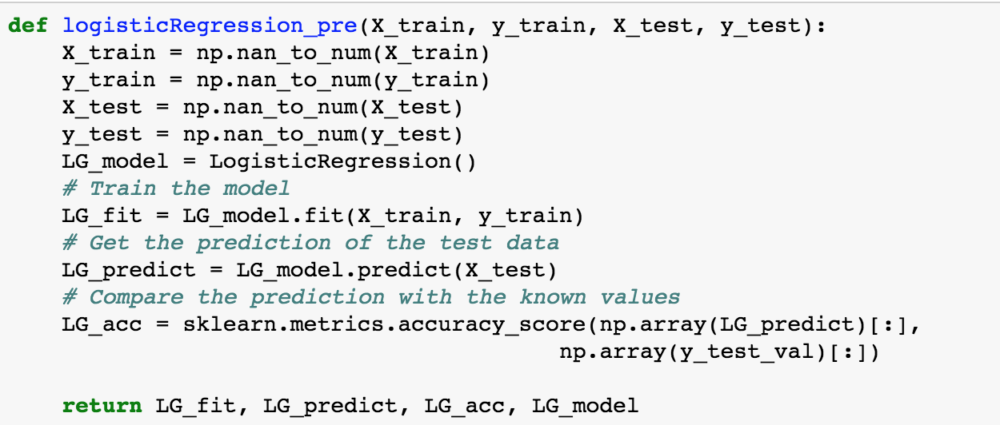 def logisticRegression_pre(X_train, y_train, X_test, y_test):
    X_train = np.nan_to_num(X_train)
    y_train = np.nan_to_num(y_train)
    X_test = np.nan_to_num(X_test)
    y_test = np.nan_to_num(y_test)
    LG_model = LogisticRegression()
    # Train the model
    LG_fit = LG_model.fit(X_train, y_train)
    # Get the prediction of the test data
    LG_predict = LG_model.predict(X_test)
    # Compare the prediction with the known values
    LG_acc = sklearn.metrics.accuracy_score(np.array(LG_predict)[:],
                                         np.array(y_test_val)[:])
    return LG_fit, LG_predict, LG_acc, LG_model